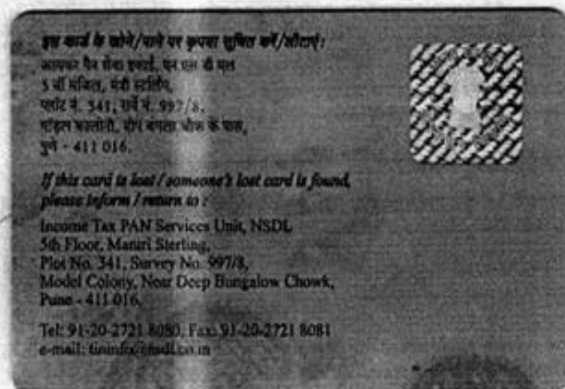 इस कार्ड के खोने/पाने पर कृपया सूचित करें/लौटाएं :
आयकर पैन सेवा इकाई, एन एस डी एल
5 वीं मंजिल, मंत्री स्टर्लिंग,
प्लॉट नं. 341, सर्वे नं. 997/8,
मॉडल कालोनी, दीप बंगला चौक के पास,
पुणे - 411 016.
If this card is lost / someone's lost card is found,
please inform / return to :
Income Tax PAN Services Unit, NSDL
5th Floor, Mantri Sterling,
Plot No. 341, Survey No. 997/8,
Model Colony, Near Deep Bungalow Chowk,
Pune - 411 016.
Tel: 91-20-2721 8080, Fax: 91-20-2721 8081
e-mail: tininfo@nsdl.co.in